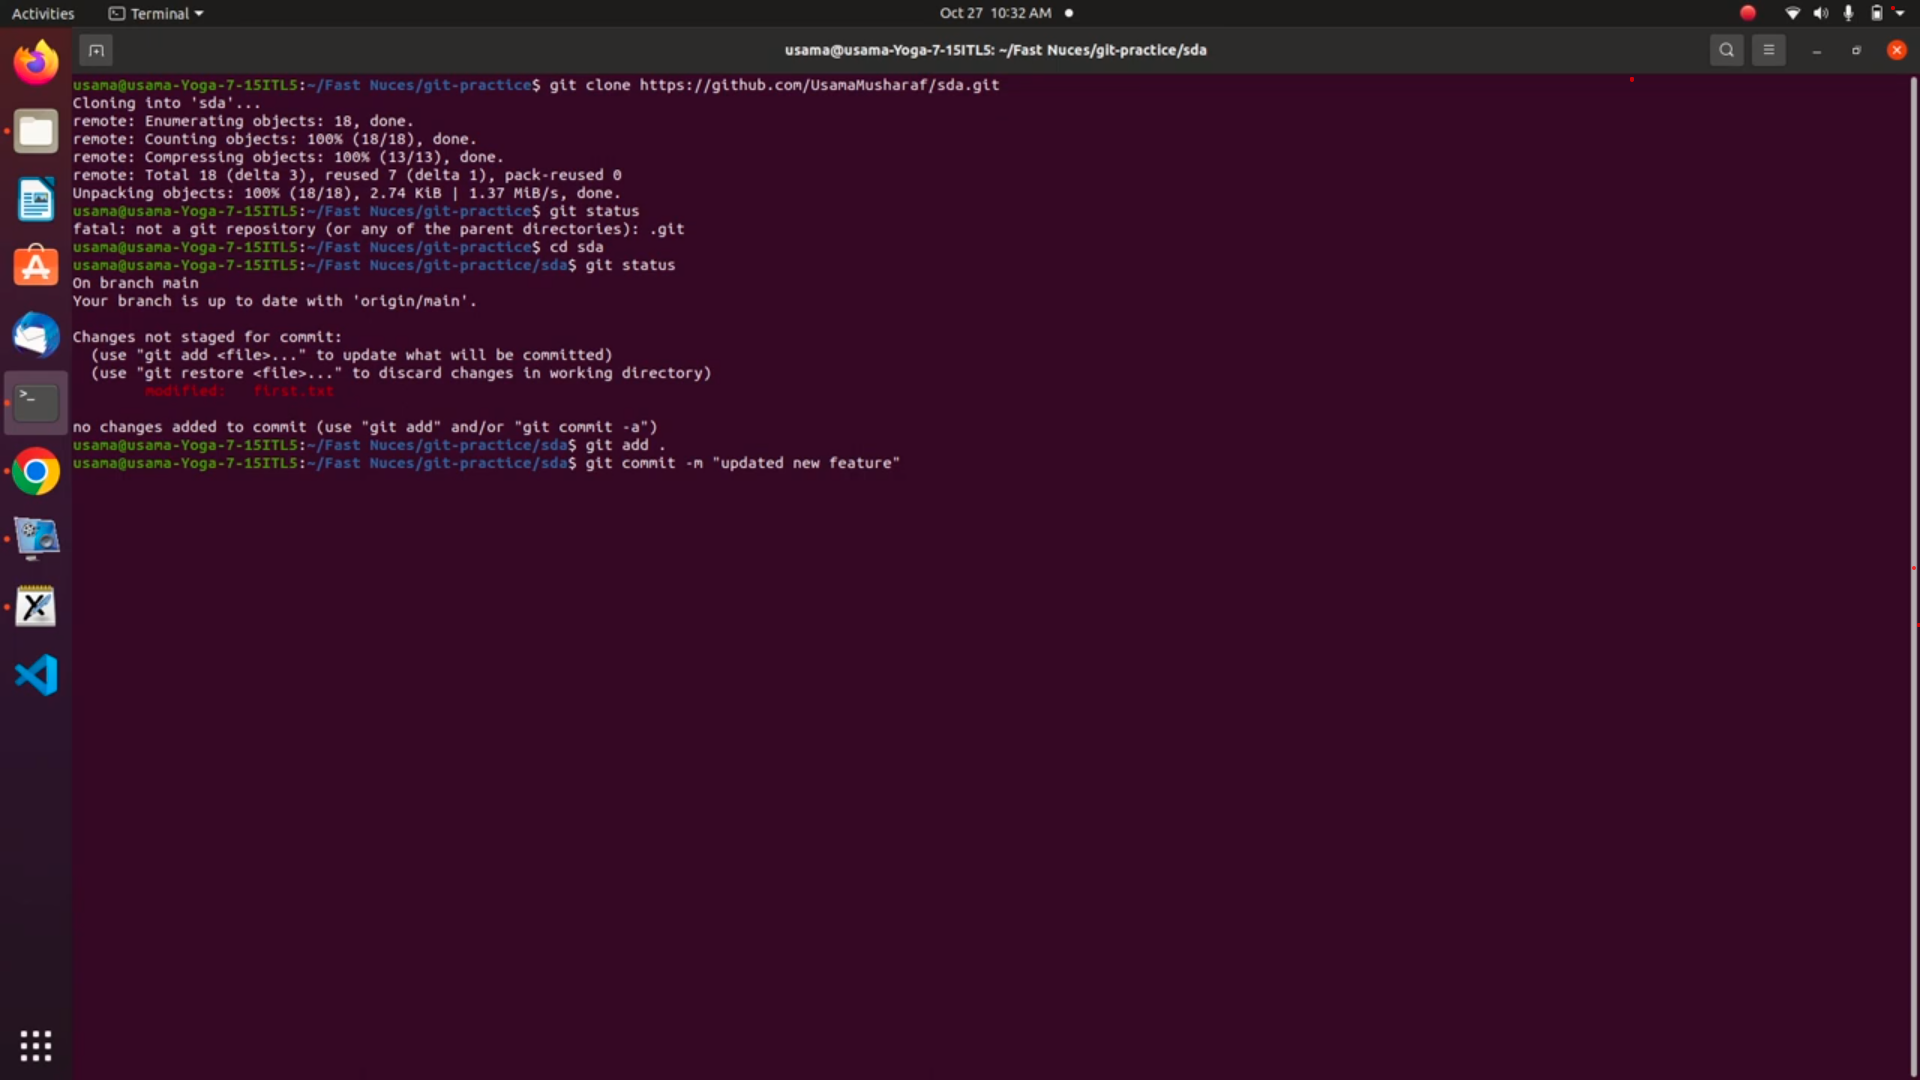 Activities
Terminal
Oct 27 10:32 AM
usama@usama-Yoga-7-15ITL5: ~/Fast Nuces/git-practice/sda
usama@usama-Yoga-7-15ITL5:~/Fast Nuces/git-practice$ git clone https://github.com/UsamaMusharaf/sda.git
Cloning into 'sda'...
remote: Enumerating objects: 18, done.
remote: Counting objects: 100% (18/18), done.
remote: Compressing objects: 100% (13/13), done.
remote: Total 18 (delta 3), reused 7 (delta 1), pack-reused 0
Unpacking objects: 100% (18/18), 2.74 KiB | 1.37 MiB/s, done.
usama@usama-Yoga-7-15ITL5:~/Fast Nuces/git-practice$ git status
fatal: not a git repository (or any of the parent directories): .git
usama@usama-Yoga-7-15ITL5:~/Fast Nuces/git-practice$ cd sda
usama@usama-Yoga-7-15ITL5:~/Fast Nuces/git-practice/sda$ git status
On branch main
Your branch is up to date with 'origin/main'.
Changes not staged for commit:
(use "git add <file>..." to update what will be committed)
(use "git restore <file>..." to discard changes in working directory)
modified: first.txt
no changes added to commit (use "git add" and/or "git commit -a")
usama@usama-Yoga-7-15ITL5:~/Fast Nuces/git-practice/sda$ git add .
usama@usama-Yoga-7-15ITL5:~/Fast Nuces/git-practice/sda$ git commit -m "updated new feature"